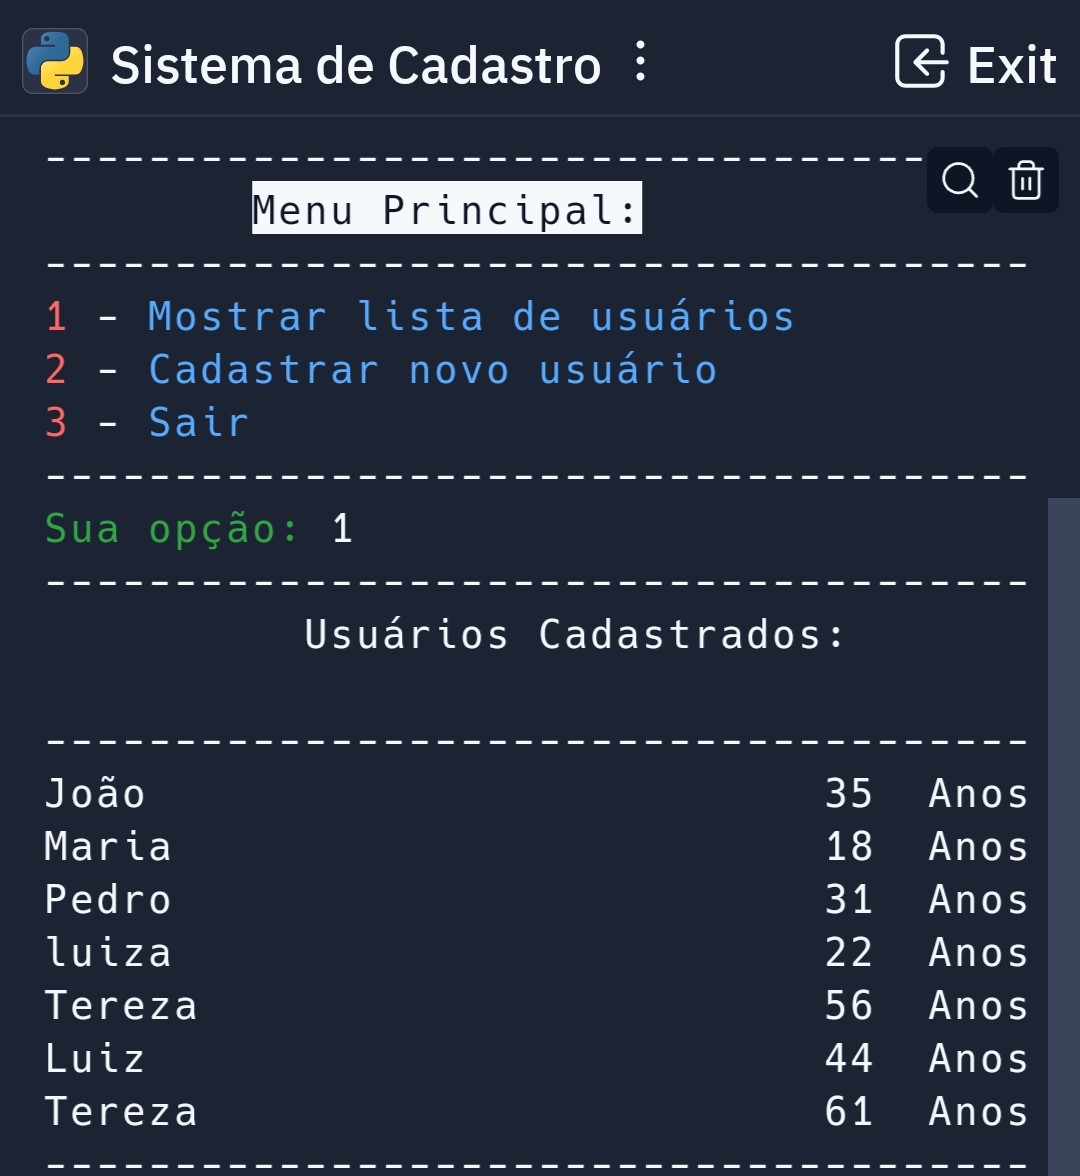 Sistema de Cadastro
Exit
----------------------------------
Menu Principal:
--------------------------------------
1 - Mostrar lista de usuários
2 - Cadastrar novo usuário
3 - Sair
--------------------------------------
Sua opção: 1
--------------------------------------
Usuários Cadastrados:
--------------------------------------
João 35 Anos
Maria 18 Anos
Pedro 31 Anos
luiza 22 Anos
Tereza 56 Anos
Luiz 44 Anos
Tereza 61 Anos
--------------------------------------